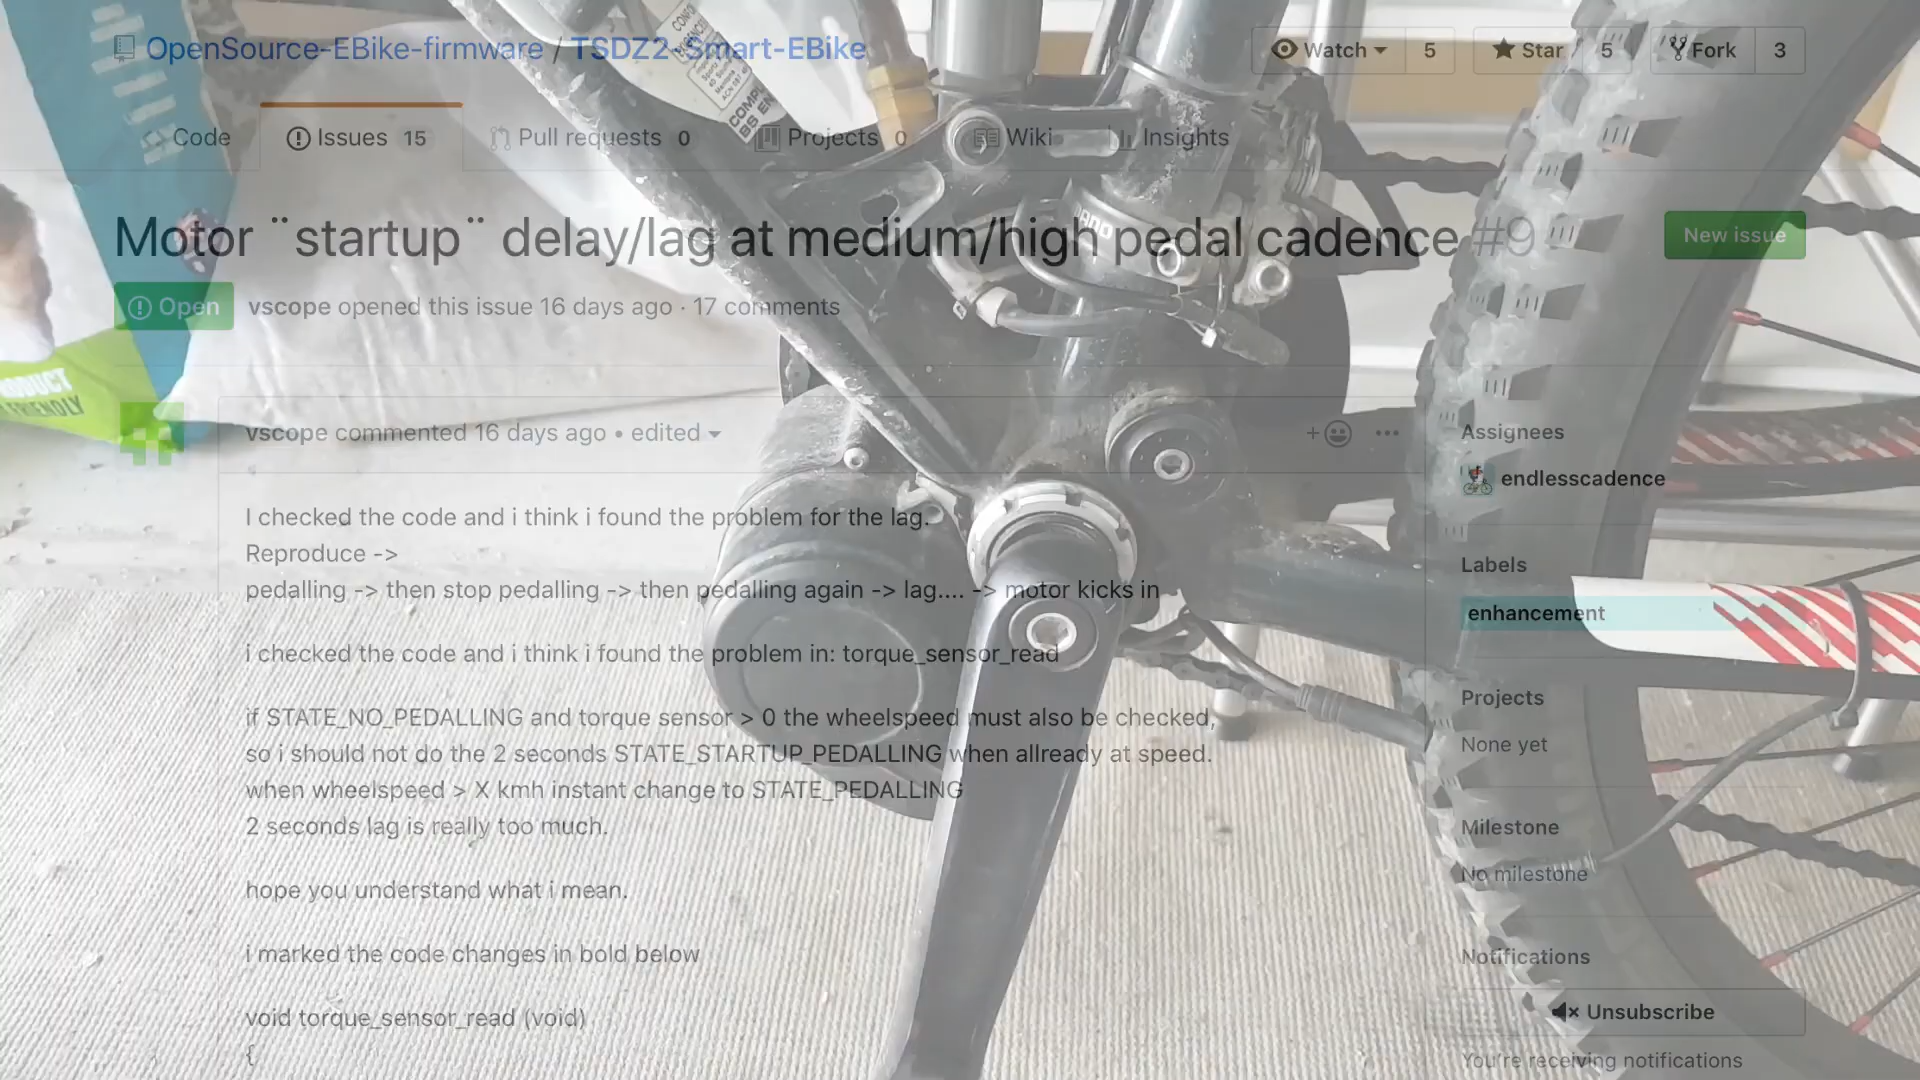 OpenSource-EBike-firmware / TSDZ2-Smart-EBike
Watch 5 Star 5 Fork 3
Code Issues 15 Pull requests 0 Projects 0 Wiki Insights
Motor ¨startup¨ delay/lag at medium/high pedal cadence #9
New issue
Open vscope opened this issue 16 days ago · 17 comments
vscope commented 16 days ago • edited
I checked the code and i think i found the problem for the lag.
Reproduce ->
pedalling -> then stop pedalling -> then pedalling again -> lag.... -> motor kicks in
i checked the code and i think i found the problem in: torque_sensor_read
if STATE_NO_PEDALLING and torque sensor > 0 the wheelspeed must also be checked,
so i should not do the 2 seconds STATE_STARTUP_PEDALLING when allready at speed.
when wheelspeed > X kmh instant change to STATE_PEDALLING
2 seconds lag is really too much.
hope you understand what i mean.
i marked the code changes in bold below
void torque_sensor_read (void)
{
Assignees
endlesscadence
Labels
enhancement
Projects
None yet
Milestone
No milestone
Notifications
Unsubscribe
You're receiving notifications